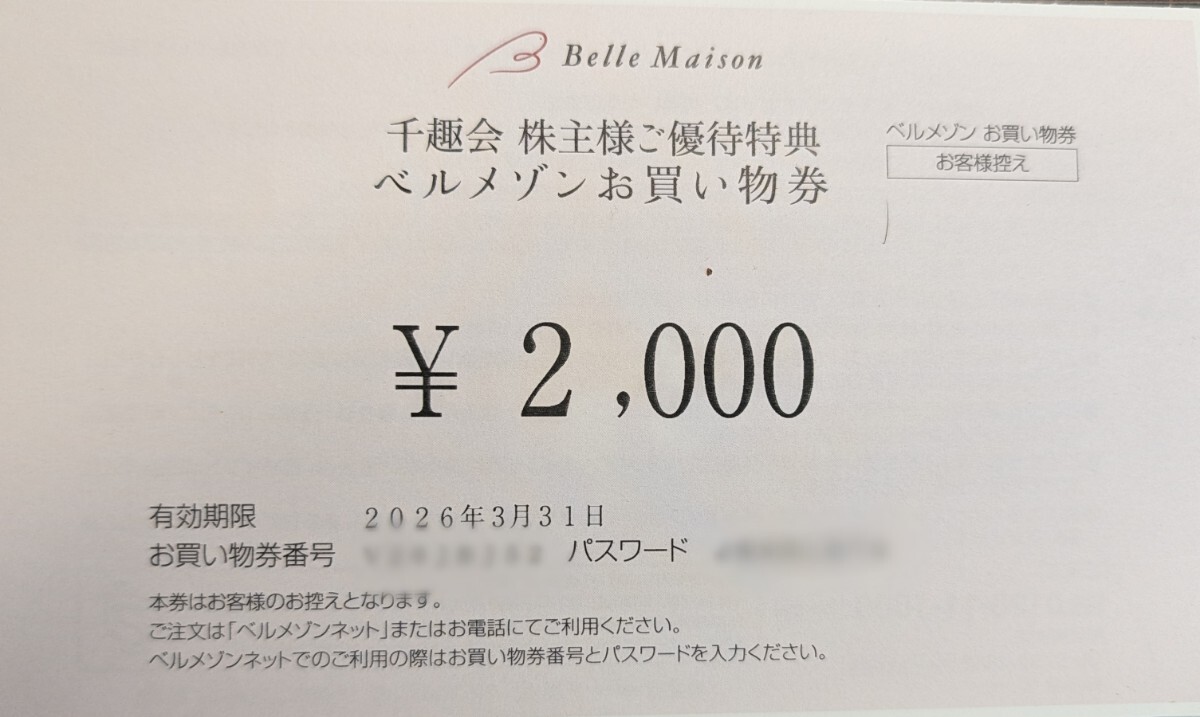 Belle Maison
千趣会 株主様ご優待特典
ベルメゾンお買い物券
ベルメゾン お買い物券
お客様控え
¥ 2,000
有効期限 2026年3月31日
お買い物券番号 パスワード
本券はお客様のお控えとなります。
ご注文は「ベルメゾンネット」またはお電話にてご利用ください。
ベルメゾンネットでのご利用の際はお買い物券番号とパスワードを入力ください。